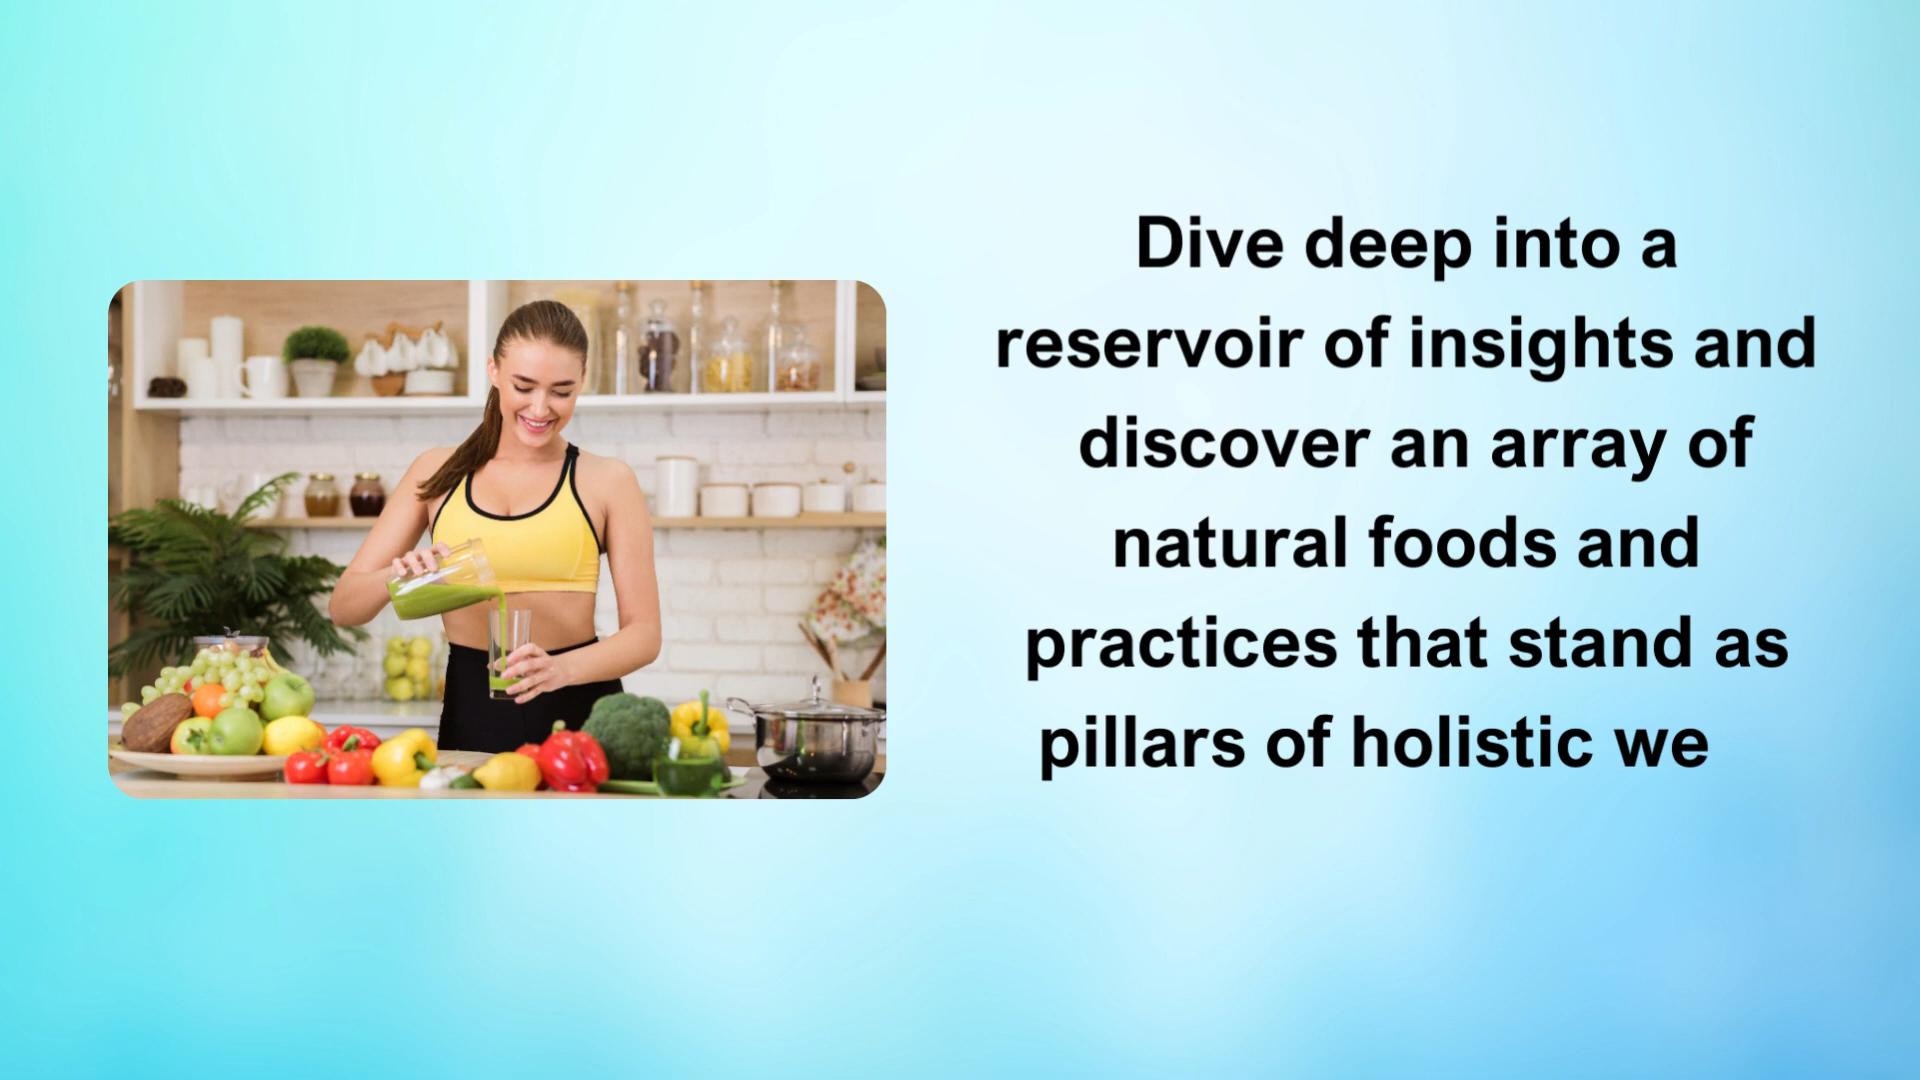 Dive deep into a
reservoir of insights and
discover an array of
natural foods and
practices that stand as
pillars of holistic we